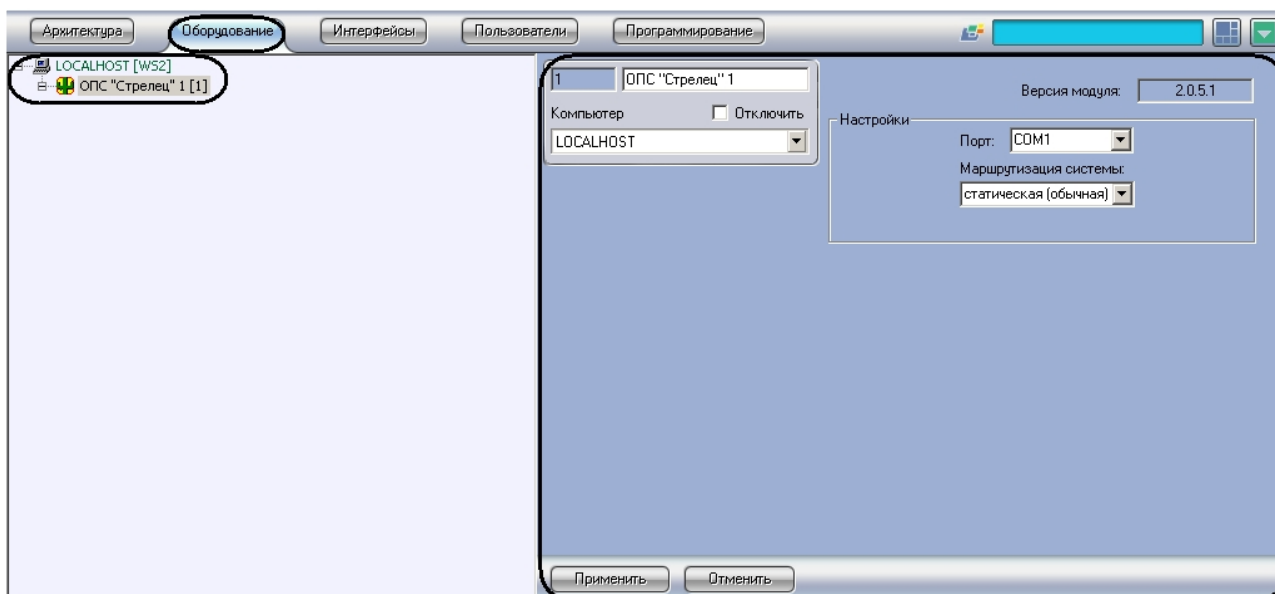 Архитектура Оборудование Интерфейсы Пользователи Программирование
LOCALHOST [WS2]
ОПС "Стрелец" 1 [1]
1 ОПС "Стрелец" 1
Компьютер Отключить
LOCALHOST
Версия модуля: 2.0.5.1
Настройки
Порт: COM1
Маршрутизация системы:
статическая (обычная)
Применить Отменить